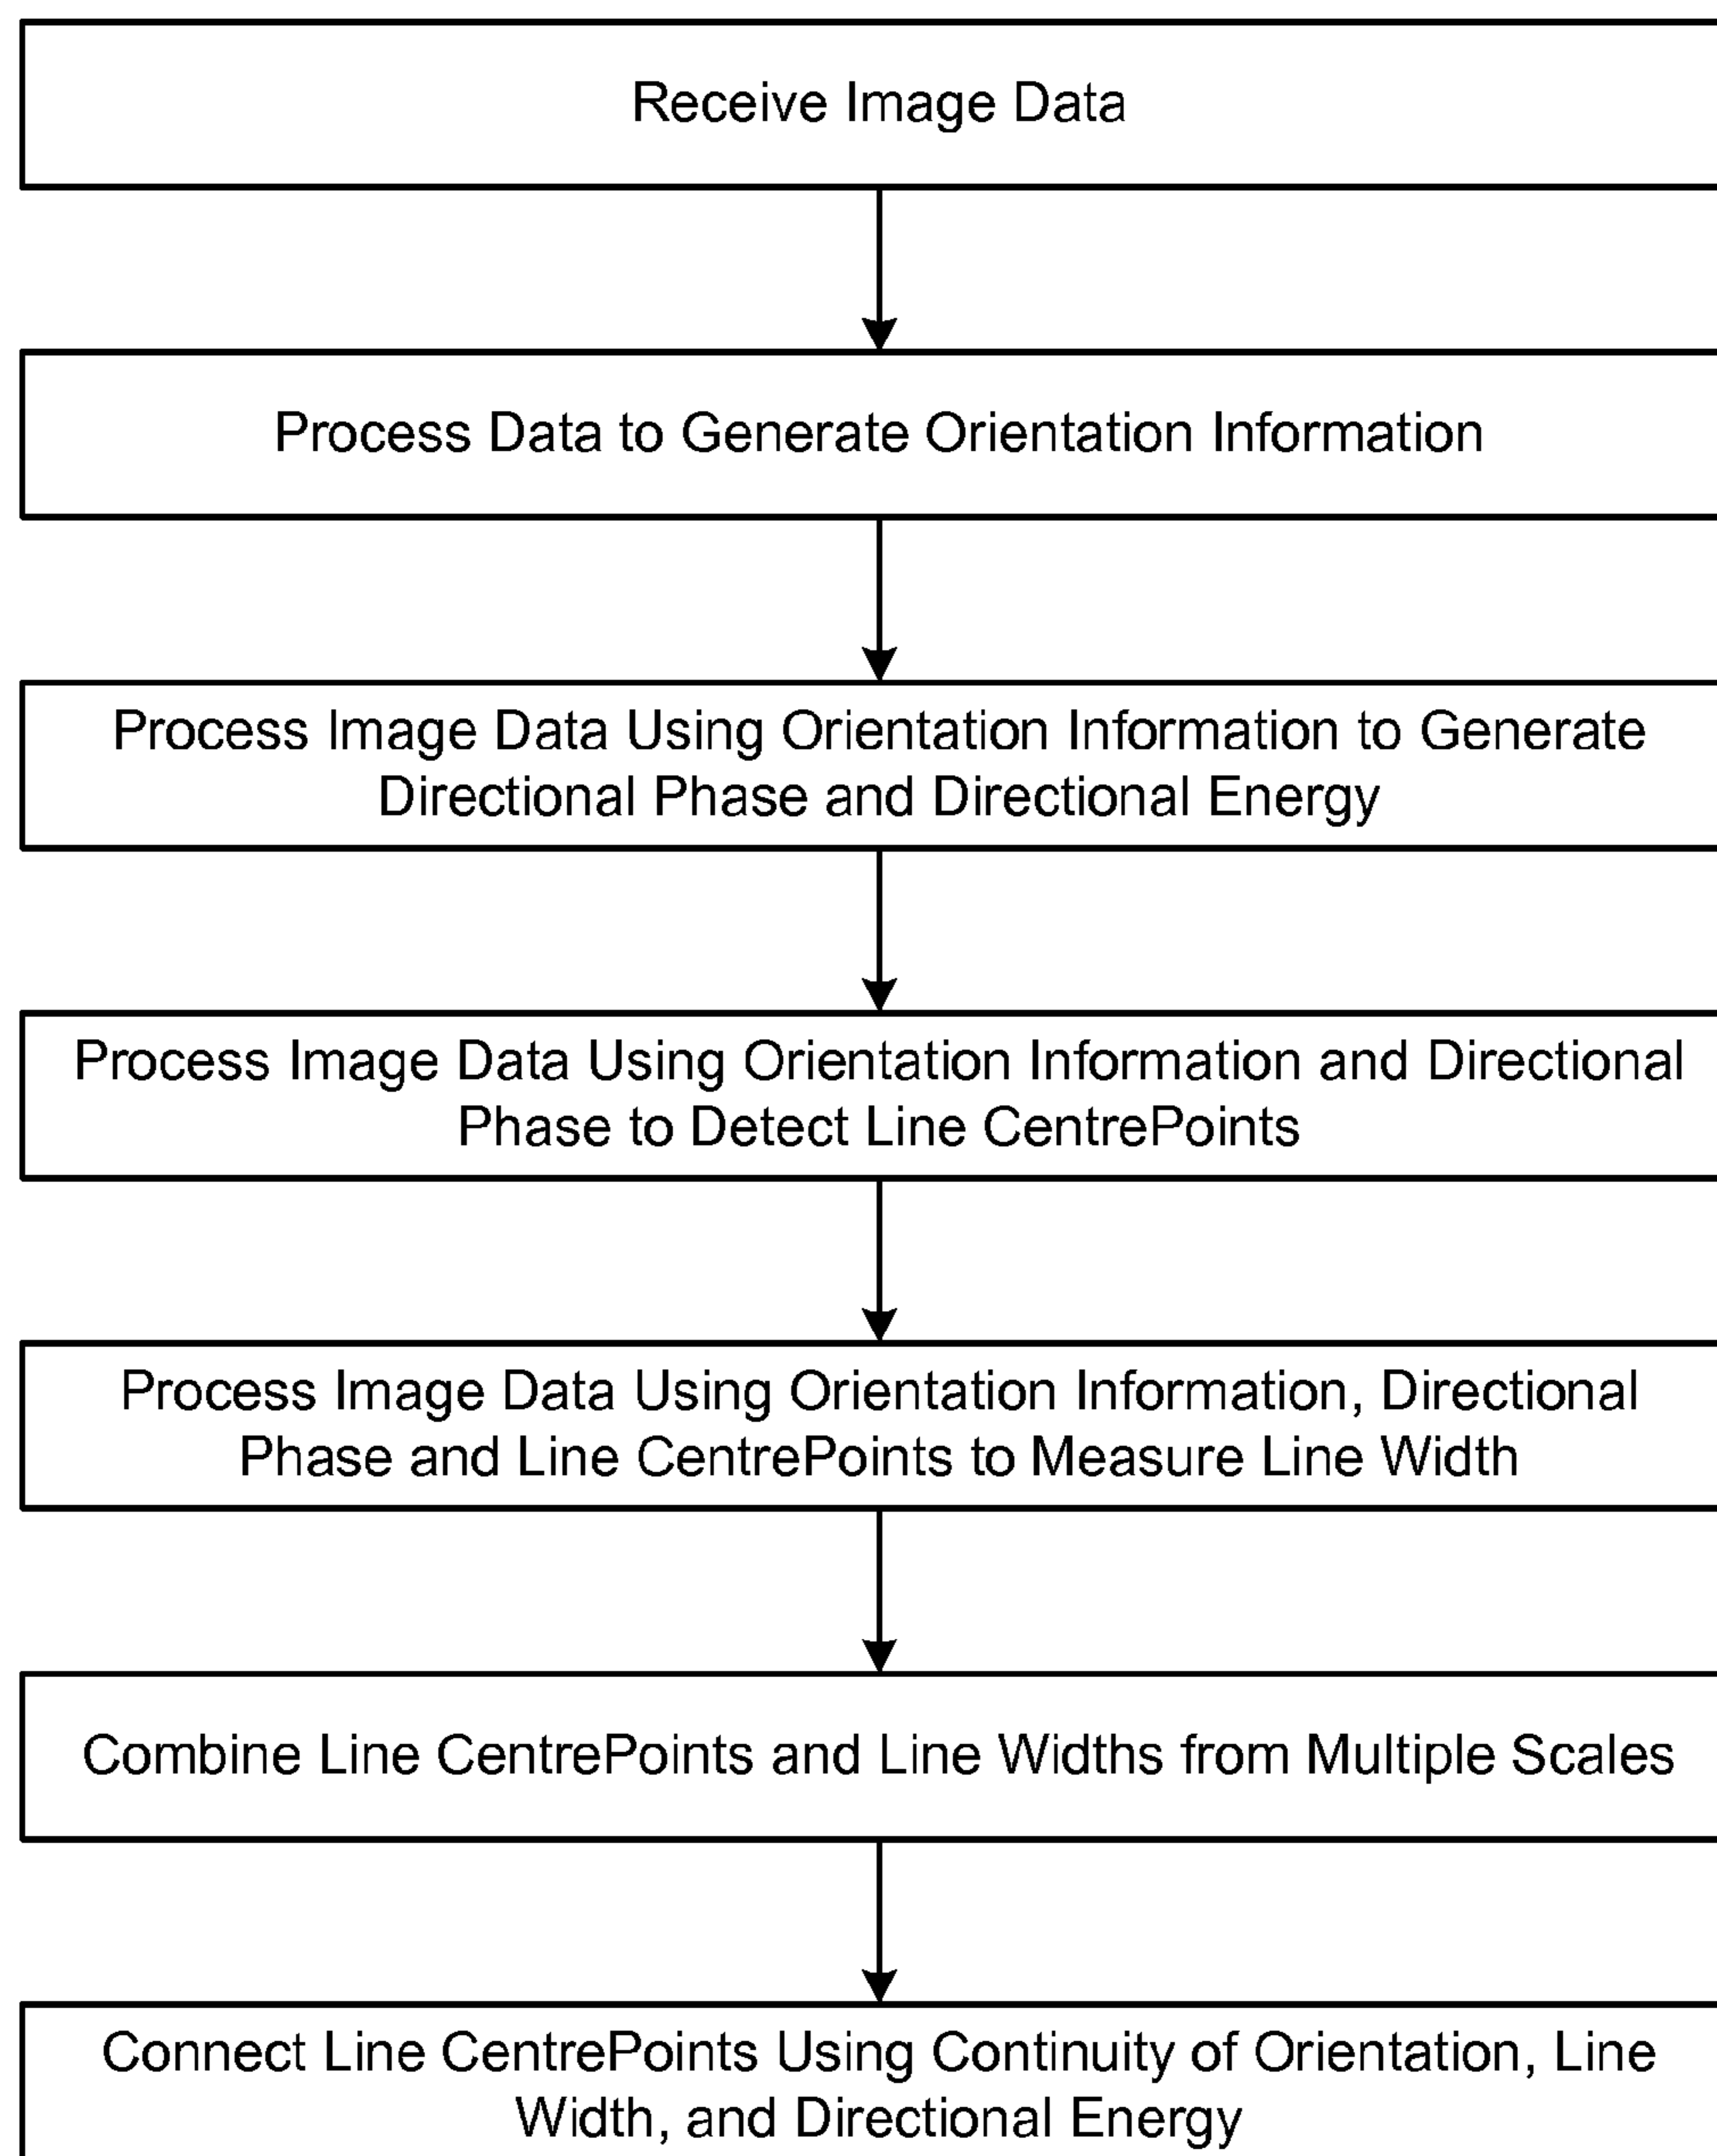 Receive Image Data
Process Data to Generate Orientation Information
Process Image Data Using Orientation Information to Generate
Directional Phase and Directional Energy
Process Image Data Using Orientation Information and Directional
Phase to Detect Line CentrePoints
Process Image Data Using Orientation Information, Directional
Phase and Line CentrePoints to Measure Line Width
Combine Line CentrePoints and Line Widths from Multiple Scales
Connect Line CentrePoints Using Continuity of Orientation, Line
Width, and Directional Energy